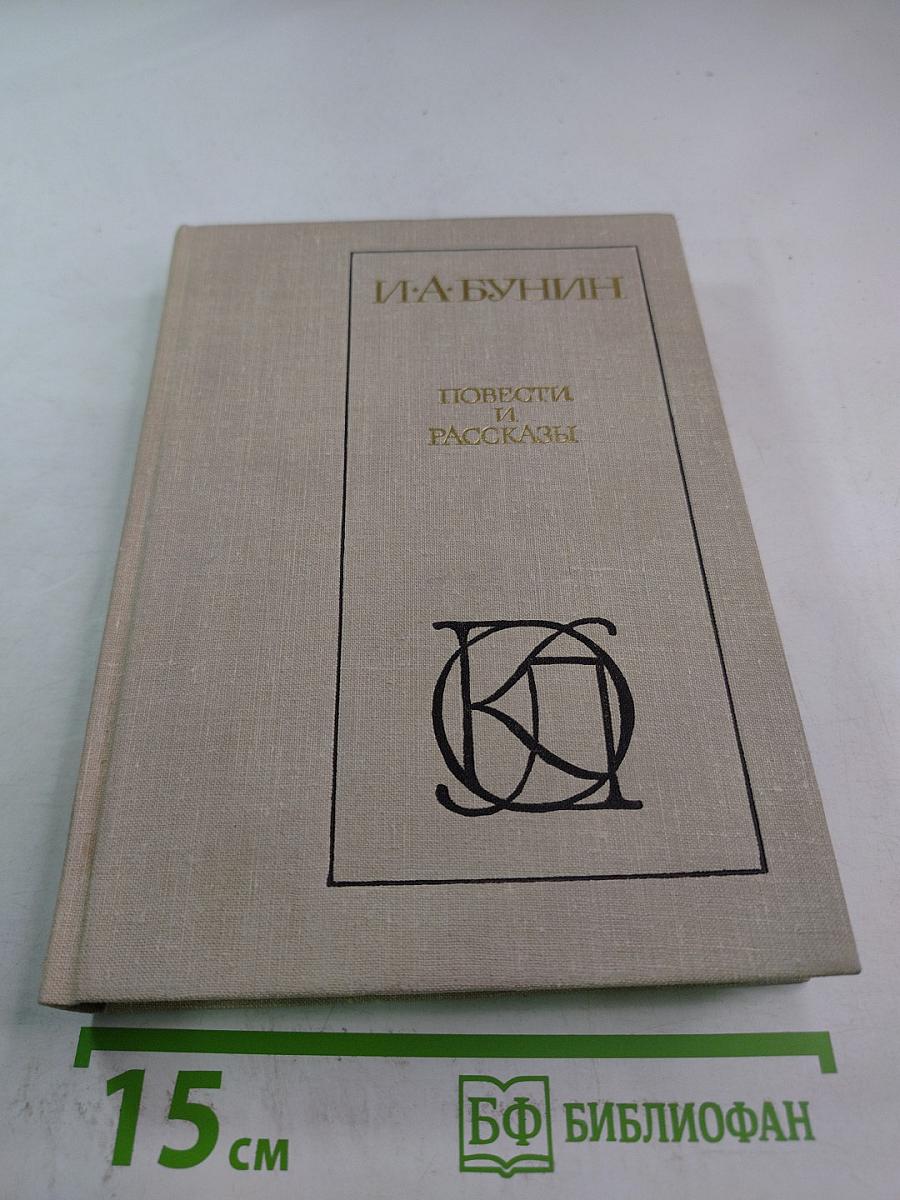 И·А·БУНИН
ПОВЕСТИ
И
РАССКАЗЫ
15 см
БФ БИБЛИОФАН